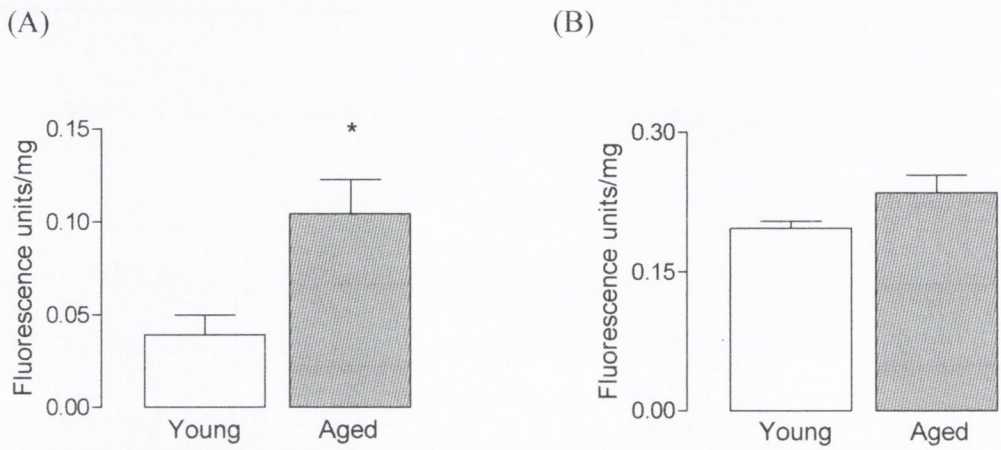 (A)
Fluorescence units/mg
0.15
0.10
0.05
0.00
*
Young
Aged
(B)
Fluorescence units/mg
0.30
0.15
0.00
Young
Aged